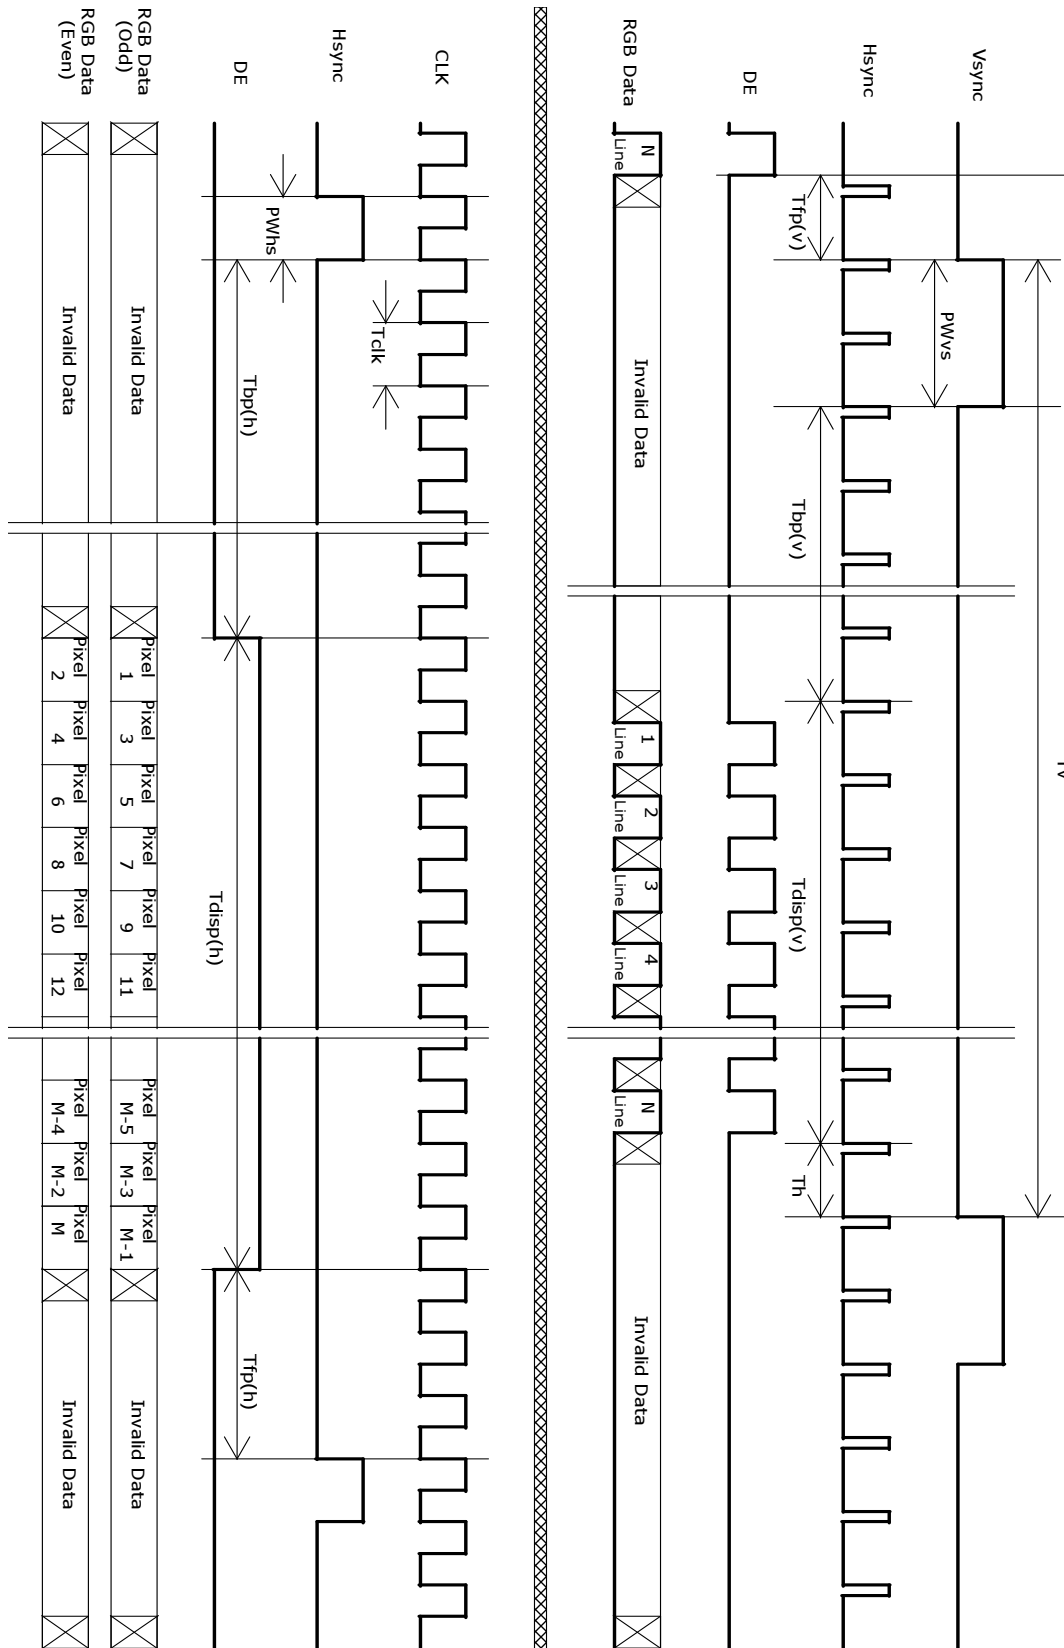 Tv
Vsync
PWvs
Hsync
Tfp(v)
Tbp(v)
Tdisp(v)
Th
DE
RGB Data
N
Line
Invalid Data
1
Line
2
Line
3
Line
4
Line
N
Line
Invalid Data
CLK
Tclk
Hsync
PWhs
DE
Tbp(h)
Tdisp(h)
Tfp(h)
RGB Data
(Odd)
Invalid Data
Pixel
1
Pixel
3
Pixel
5
Pixel
7
Pixel
9
Pixel
11
Pixel
M-5
Pixel
M-3
Pixel
M-1
Invalid Data
RGB Data
(Even)
Invalid Data
Pixel
2
Pixel
4
Pixel
6
Pixel
8
Pixel
10
Pixel
12
Pixel
M-4
Pixel
M-2
Pixel
M
Invalid Data